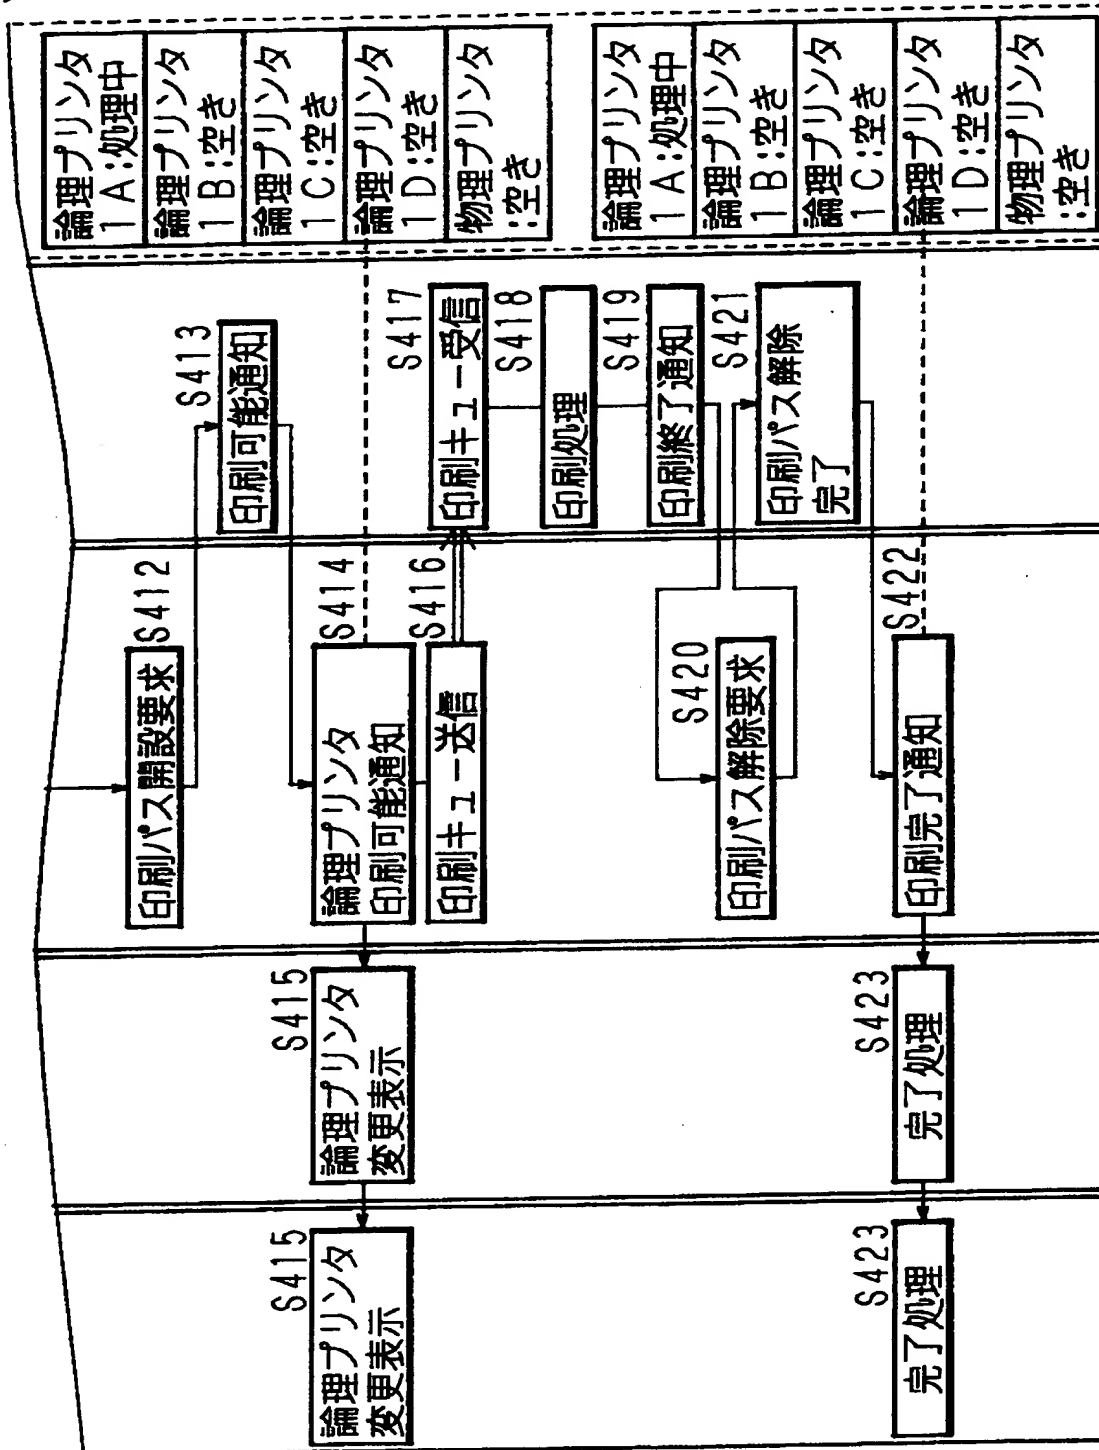 S412
印刷パス開設要求
S413
印刷可能通知
S414
論理プリンタ
印刷可能通知
S415
論理プリンタ
変更表示
S415
論理プリンタ
変更表示
論理プリンタ
1A:処理中
論理プリンタ
1B:空き
論理プリンタ
1C:空き
論理プリンタ
1D:空き
物理プリンタ
:空き
S416
印刷キュー送信
S417
印刷キュー受信
S418
印刷処理
S419
印刷終了通知
S420
印刷パス解除要求
S421
印刷パス解除
完了
S422
印刷完了通知
S423
完了処理
S423
完了処理
論理プリンタ
1A:処理中
論理プリンタ
1B:空き
論理プリンタ
1C:空き
論理プリンタ
1D:空き
物理プリンタ
:空き